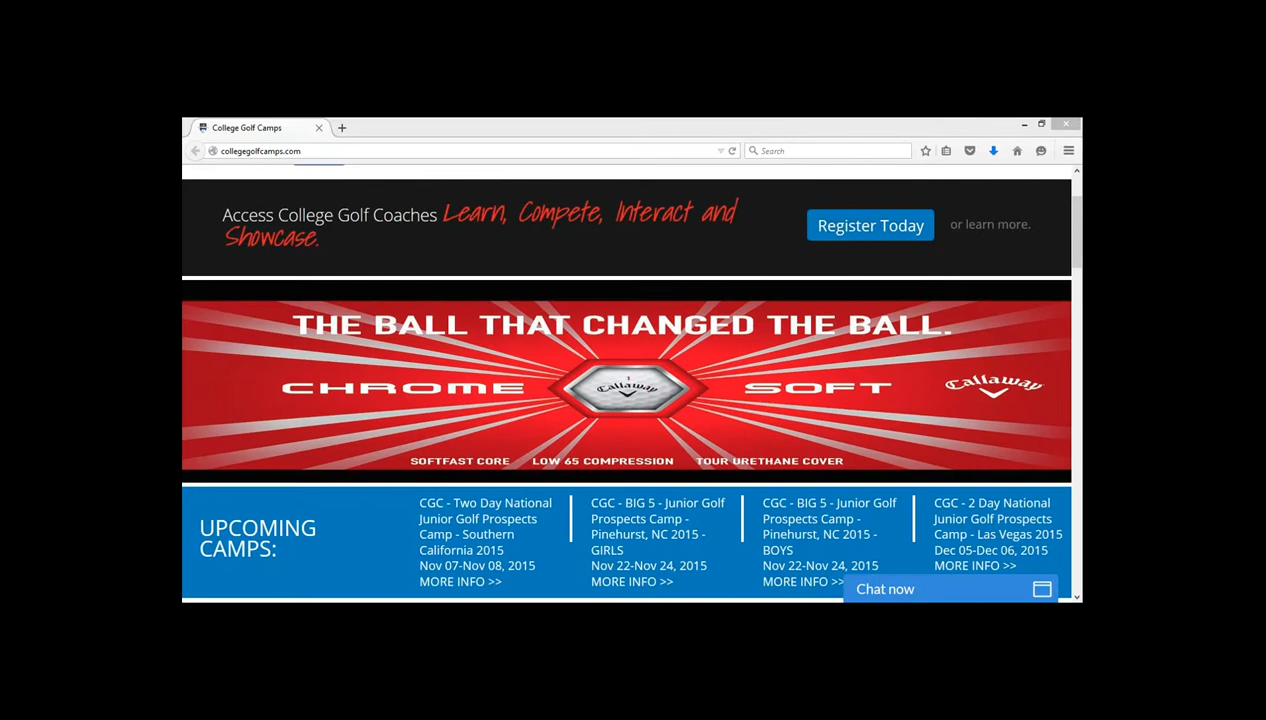 College Golf Camps
collegegolfcamps.com
Search
Access College Golf Coaches Learn, Compete, Interact and
Showcase.
Register Today
or learn more.
THE BALL THAT CHANGED THE BALL.
CHROME
Callaway
SOFT
Callaway
SOFTFAST CORE LOW 65 COMPRESSION TOUR URETHANE COVER
UPCOMING
CAMPS:
CGC - Two Day National
Junior Golf Prospects
Camp - Southern
California 2015
Nov 07-Nov 08, 2015
MORE INFO >>
CGC - BIG 5 - Junior Golf
Prospects Camp -
Pinehurst, NC 2015 -
GIRLS
Nov 22-Nov 24, 2015
MORE INFO >>
CGC - BIG 5 - Junior Golf
Prospects Camp -
Pinehurst, NC 2015 -
BOYS
Nov 22-Nov 24, 2015
MORE INFO >>
CGC - 2 Day National
Junior Golf Prospects
Camp - Las Vegas 2015
Dec 05-Dec 06, 2015
MORE INFO >>
Chat now